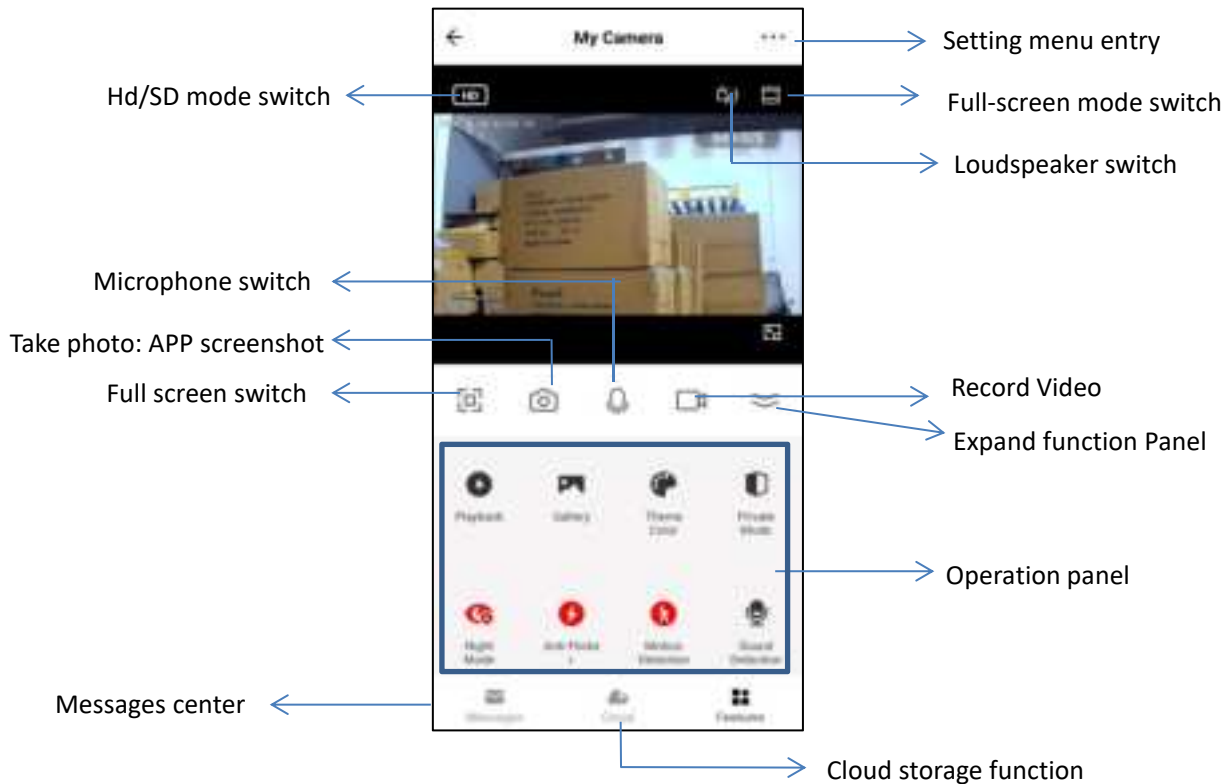 My Camera
Setting menu entry
Hd/SD mode switch
HD
Full-screen mode switch
Loudspeaker switch
Microphone switch
Take photo: APP screenshot
Full screen switch
Record Video
Expand function Panel
Playback
Gallery
Theme
Color
Private
Mode
Operation panel
Night
Mode
Motion
Detection
Sound
Detection
Messages center
Messages
Cloud
Features
Cloud storage function